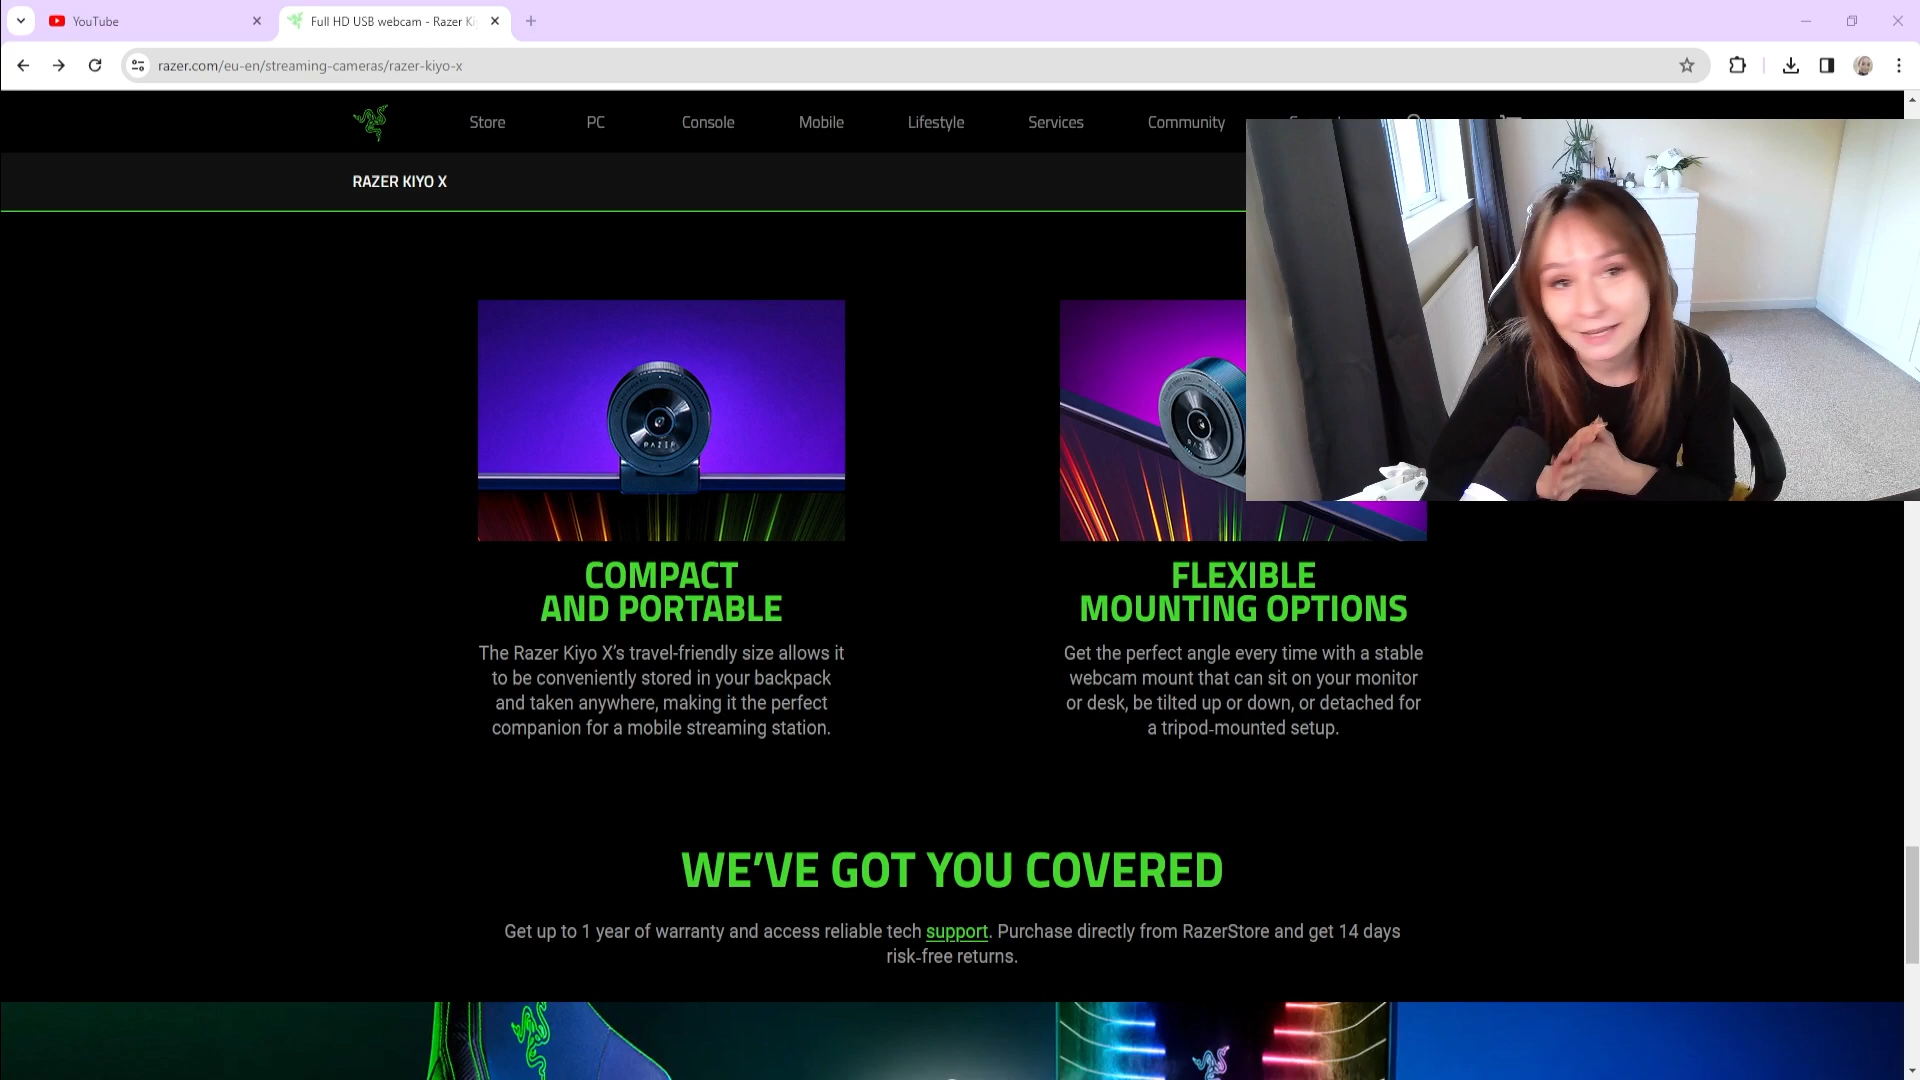 YouTube
Full HD USB webcam - Razer Ki
razer.com/eu-en/streaming-cameras/razer-kiyo-x
Store PC Console Mobile Lifestyle Services Community
RAZER KIYO X
RAZER
COMPACT
AND PORTABLE
The Razer Kiyo X’s travel-friendly size allows it
to be conveniently stored in your backpack
and taken anywhere, making it the perfect
companion for a mobile streaming station.
FLEXIBLE
MOUNTING OPTIONS
Get the perfect angle every time with a stable
webcam mount that can sit on your monitor
or desk, be tilted up or down, or detached for
a tripod-mounted setup.
WE’VE GOT YOU COVERED
Get up to 1 year of warranty and access reliable tech support. Purchase directly from RazerStore and get 14 days
risk-free returns.